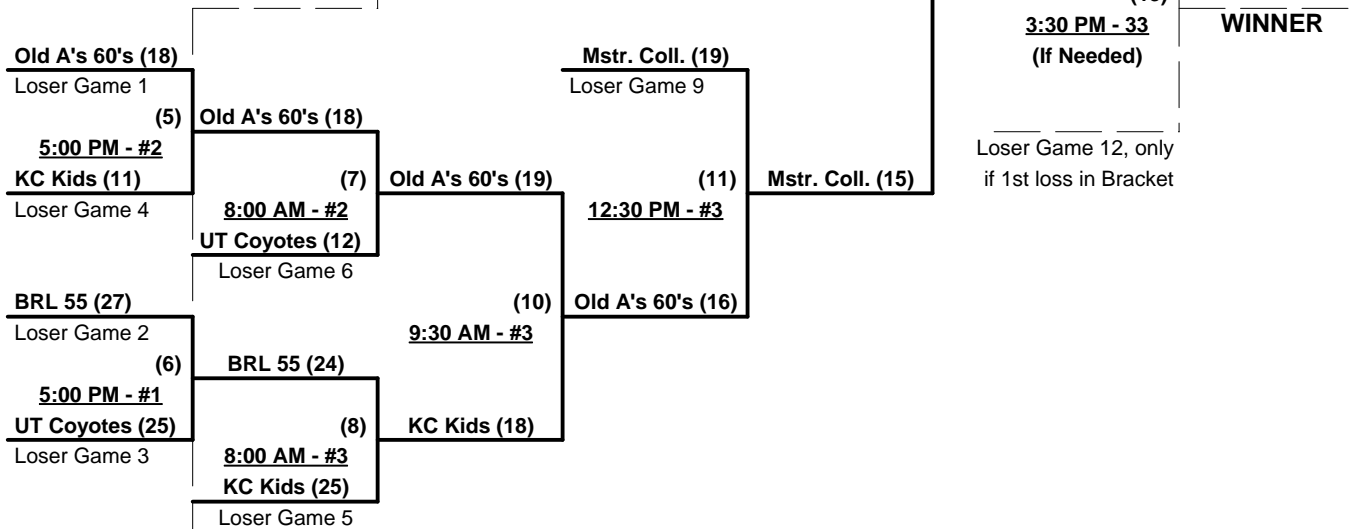 3:30 PM - 33
WINNER
(If Needed)
Loser Game 12, only
if 1st loss in Bracket
Old A's 60's (18)
Loser Game 1
(5)
5:00 PM - #2
KC Kids (11)
Loser Game 4
Old A's 60's (18)
(7)
8:00 AM - #2
UT Coyotes (12)
Loser Game 6
BRL 55 (27)
Loser Game 2
(6)
5:00 PM - #1
UT Coyotes (25)
Loser Game 3
BRL 55 (24)
(8)
8:00 AM - #3
KC Kids (25)
Loser Game 5
Old A's 60's (19)
(10)
9:30 AM - #3
KC Kids (18)
Mstr. Coll. (19)
Loser Game 9
(11)
12:30 PM - #3
Old A's 60's (16)
Mstr. Coll. (15)